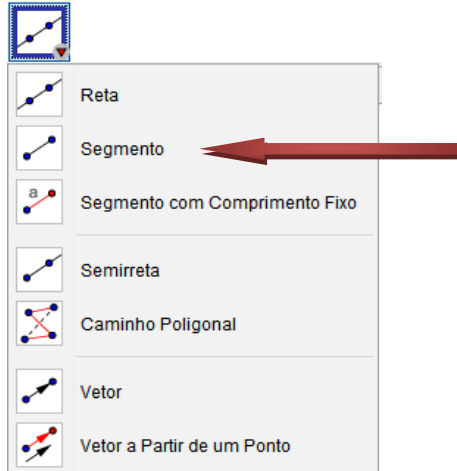 Reta
Segmento
a
Segmento com Comprimento Fixo
Semirreta
Caminho Poligonal
Vetor
Vetor a Partir de um Ponto